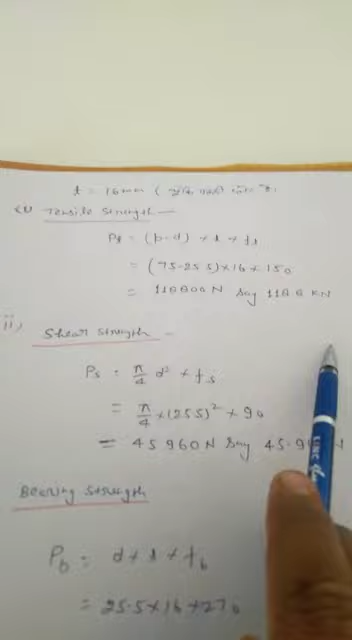 t = 16mm ( है.
(i) Tensile Strength —
Pt = (p-d) × t × ft
= (75-25.5)×16×150
= 118800 N Say 118.8 KN
ii) Shear Strength -
Ps = π/4 d² × fs
= π/4 ×(25.5)² × 90
= 45960 N Say 45.9
LINC
Bearing Strength
Pb = d×t×fb
= 25.5×16×270